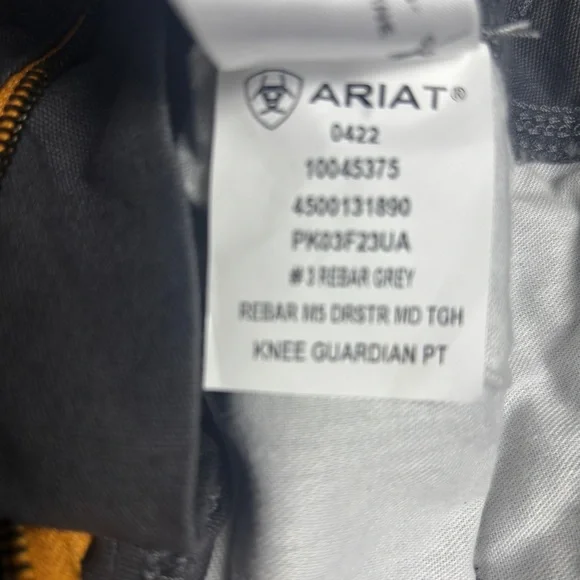 ARIAT®
0422
10045375
4500131890
PK03F23UA
#3 REBAR GREY
REBAR M5 DRSTR MD TGH
KNEE GUARDIAN PT